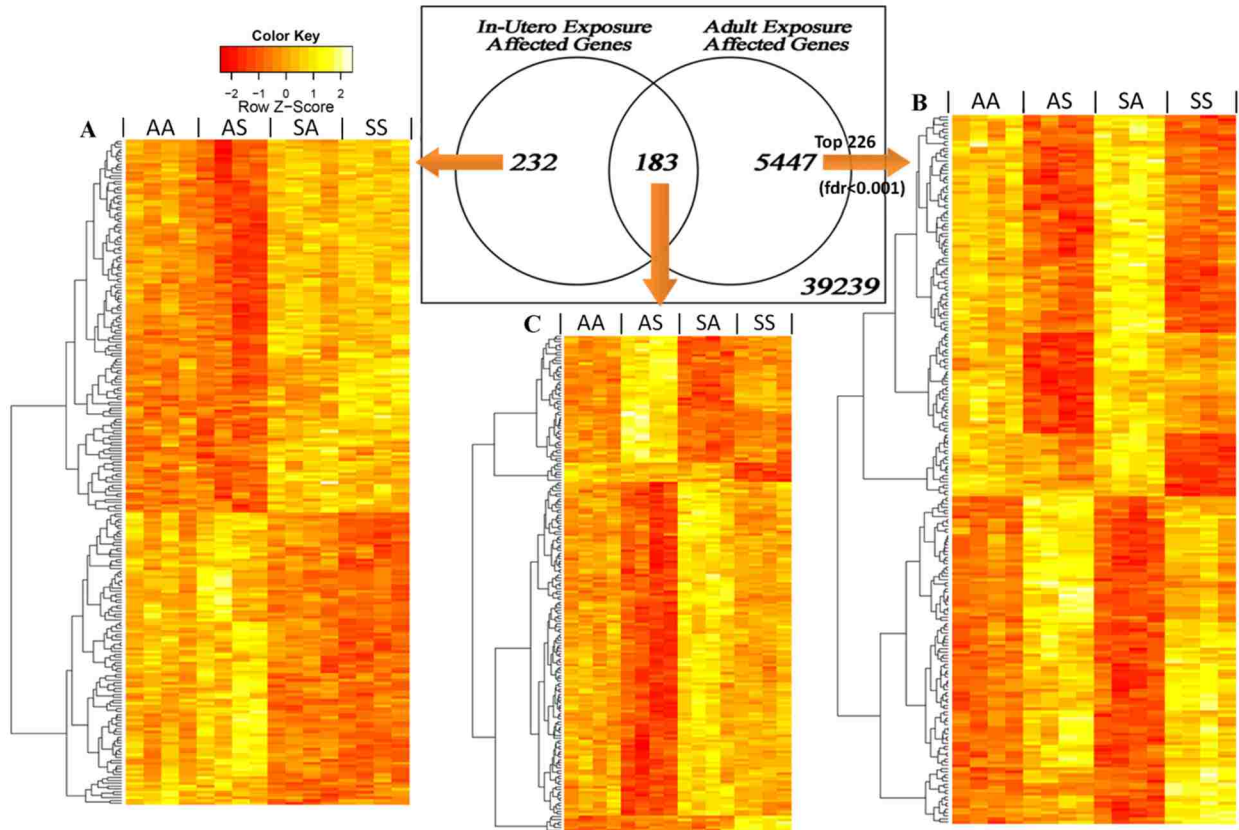 In-Utero Exposure
Affected Genes
Adult Exposure
Affected Genes
Color Key
−2 −1 0 1 2
Row Z-Score
A | AA | AS | SA | SS |
232
183
5447
Top 226
(fdr<0.001)
39239
B | AA | AS | SA | SS |
C | AA | AS | SA | SS |